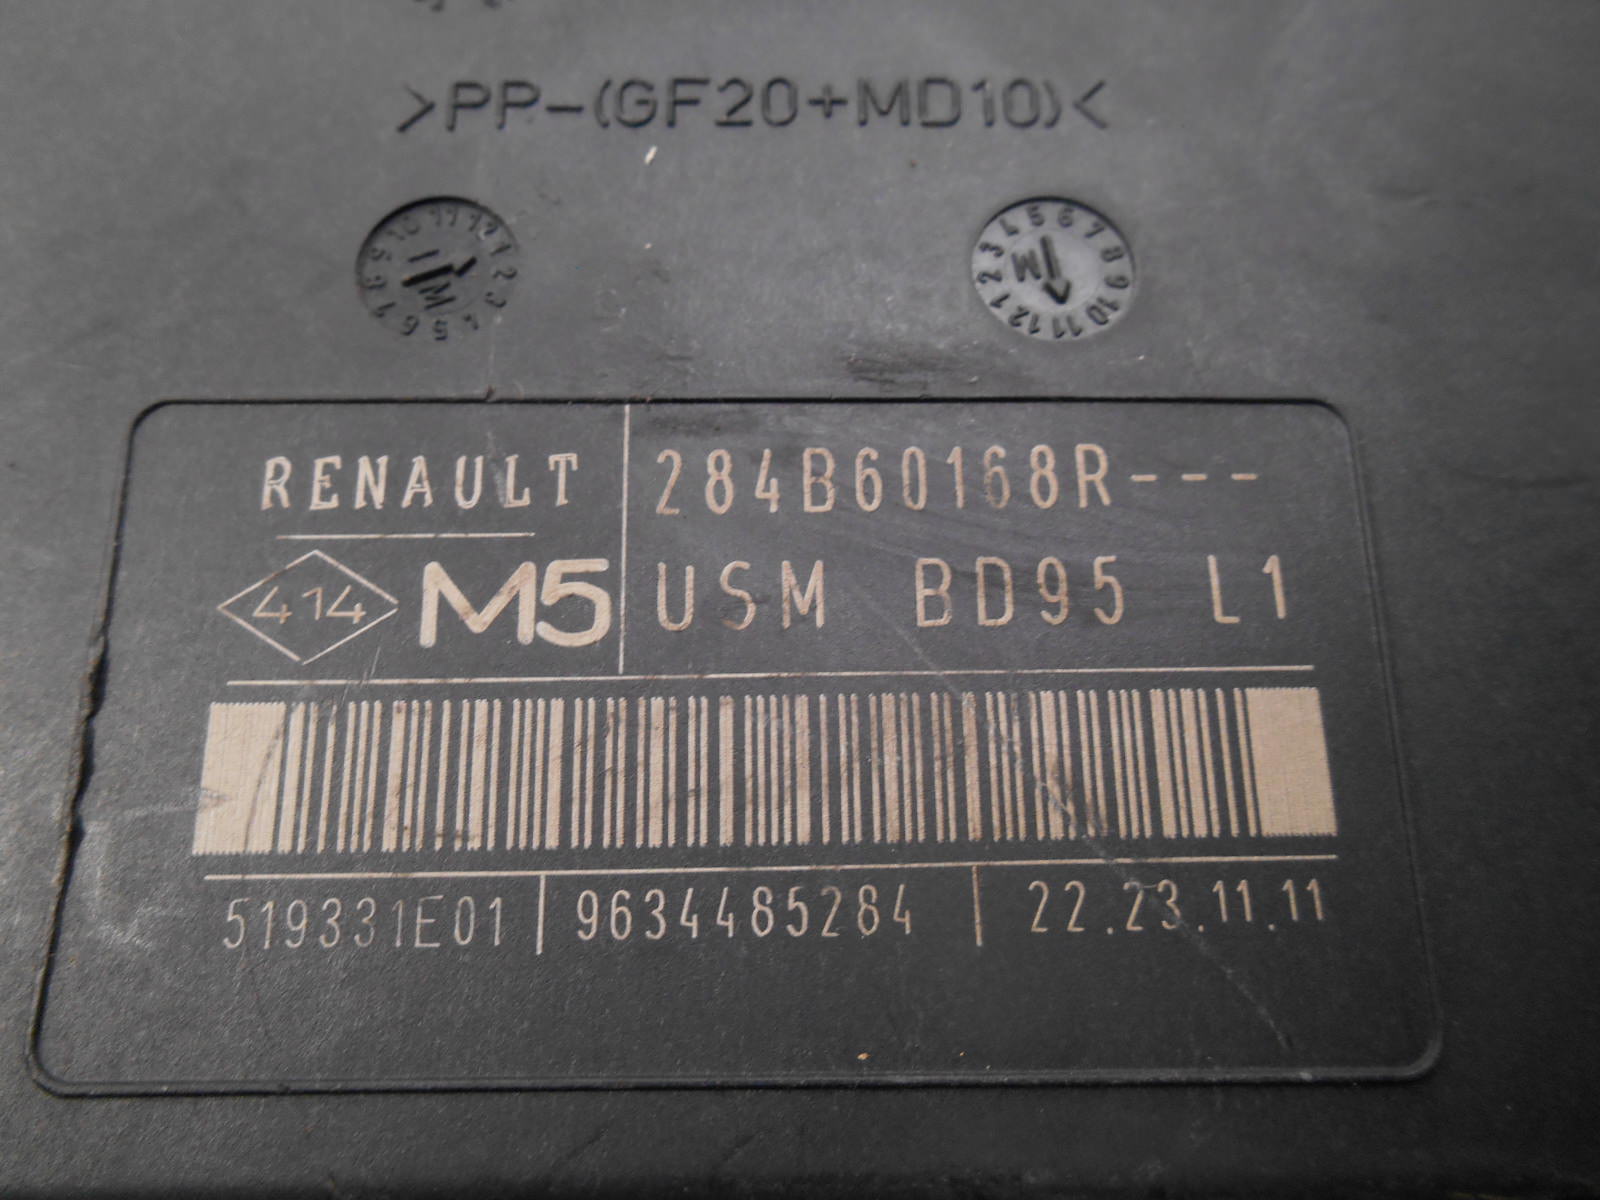 >PP-(GF20+MD10)<
RENAULT
284B60168R---
414
M5
USM BD95 L1
519331E01
9634485284
22.23.11.11